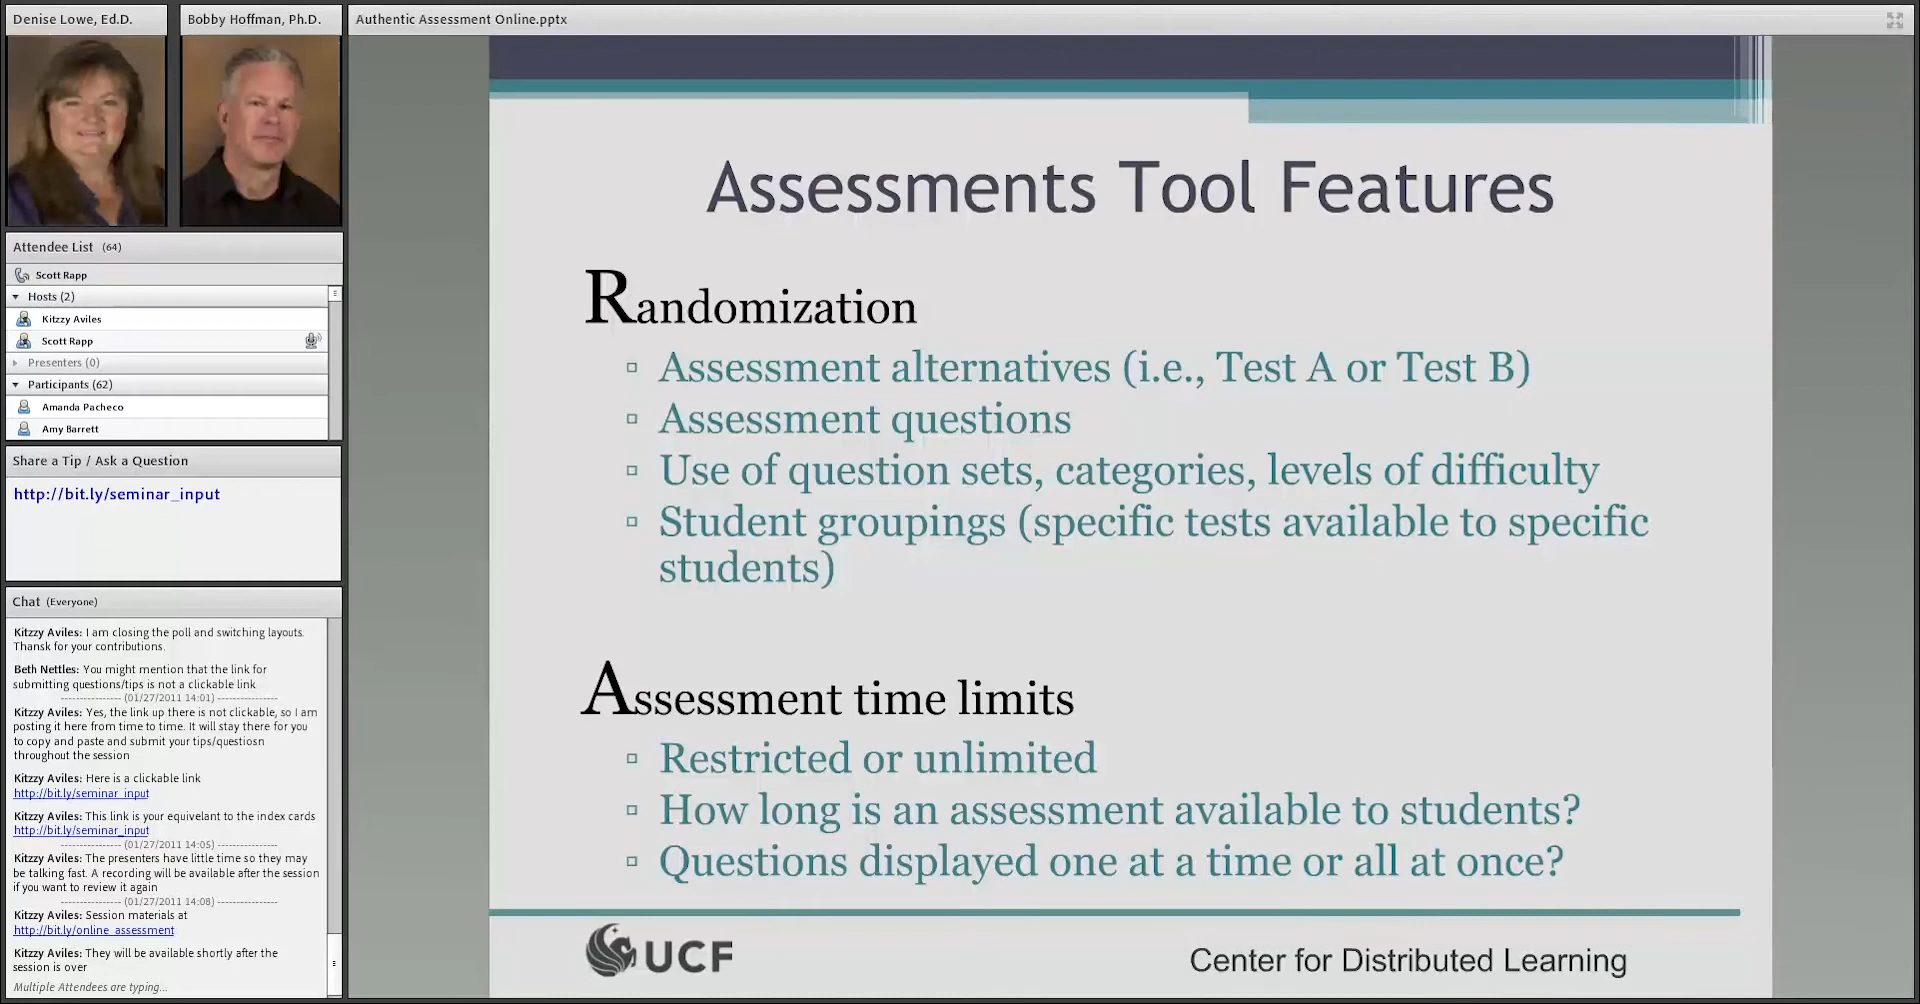 Denise Lowe, Ed.D.
Bobby Hoffman, Ph.D.
Authentic Assessment Online.pptx
Attendee List (64)
Scott Rapp
Hosts (2)
Kitzzy Aviles
Scott Rapp
Presenters (0)
Participants (62)
Amanda Pacheco
Amy Barrett
Share a Tip / Ask a Question
http://bit.ly/seminar_input
Chat (Everyone)
Kitzzy Aviles: I am closing the poll and switching layouts.
Thansk for your contributions.
Beth Nettles: You might mention that the link for
submitting questions/tips is not a clickable link
---------------- (01/27/2011 14:01) ----------------
Kitzzy Aviles: Yes, the link up there is not clickable, so I am
posting it here from time to time. It will stay there for you
to copy and paste and submit your tips/questiosn
throughout the session
Kitzzy Aviles: Here is a clickable link
http://bit.ly/seminar_input
Kitzzy Aviles: This link is your equivelant to the index cards
http://bit.ly/seminar_input
---------------- (01/27/2011 14:05) ----------------
Kitzzy Aviles: The presenters have little time so they may
be talking fast. A recording will be available after the session
if you want to review it again
---------------- (01/27/2011 14:08) ----------------
Kitzzy Aviles: Session materials at
http://bit.ly/online_assessment
Kitzzy Aviles: They will be available shortly after the
session is over
Multiple Attendees are typing...
Assessments Tool Features
Randomization
Assessment alternatives (i.e., Test A or Test B)
Assessment questions
Use of question sets, categories, levels of difficulty
Student groupings (specific tests available to specific
students)
Assessment time limits
Restricted or unlimited
How long is an assessment available to students?
Questions displayed one at a time or all at once?
UCF
Center for Distributed Learning